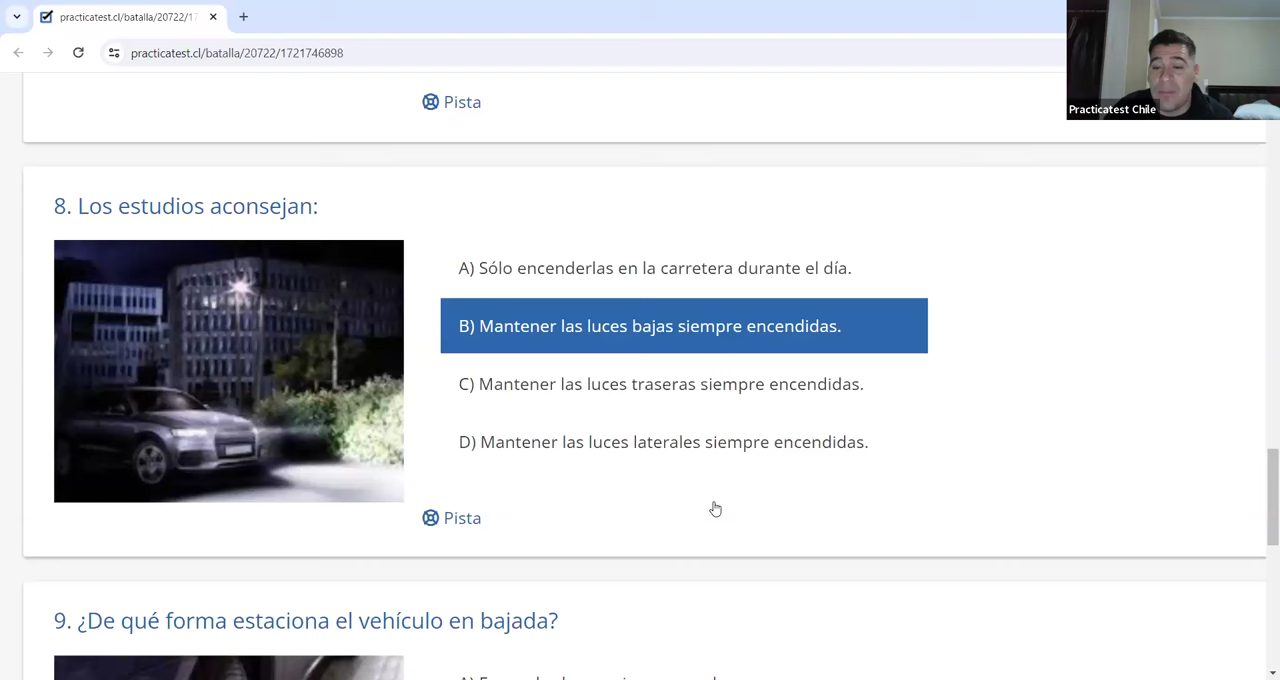 practicatest.cl/batalla/20722/17
practicatest.cl/batalla/20722/1721746898
Practicatest Chile
Pista
8. Los estudios aconsejan:
A) Sólo encenderlas en la carretera durante el día.
B) Mantener las luces bajas siempre encendidas.
C) Mantener las luces traseras siempre encendidas.
D) Mantener las luces laterales siempre encendidas.
Pista
9. ¿De qué forma estaciona el vehículo en bajada?